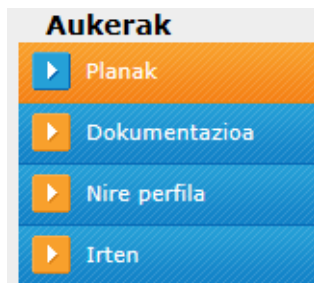 Aukerak
Planak
Dokumentazioa
Nire perfila
Irten